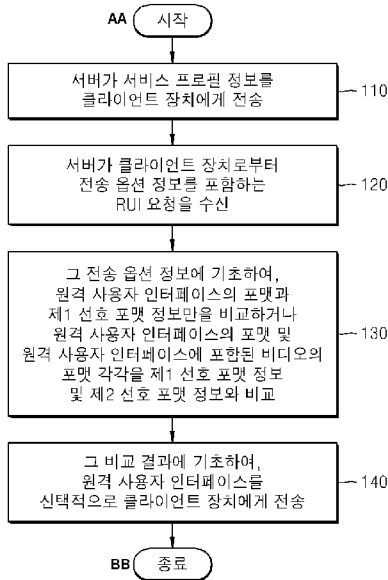 AA 시작
서버가 서비스 프로필 정보를
클라이언트 장치에게 전송
110
서버가 클라이언트 장치로부터
전송 옵션 정보를 포함하는
RUI 요청을 수신
120
그 전송 옵션 정보에 기초하여,
원격 사용자 인터페이스의 포맷과
제1 선호 포맷 정보만을 비교하거나
원격 사용자 인터페이스의 포맷 및
원격 사용자 인터페이스에 포함된 비디오의
포맷 각각을 제1 선호 포맷 정보
및 제2 선호 포맷 정보와 비교
130
그 비교 결과에 기초하여,
원격 사용자 인터페이스를
선택적으로 클라이언트 장치에게 전송
140
BB 종료